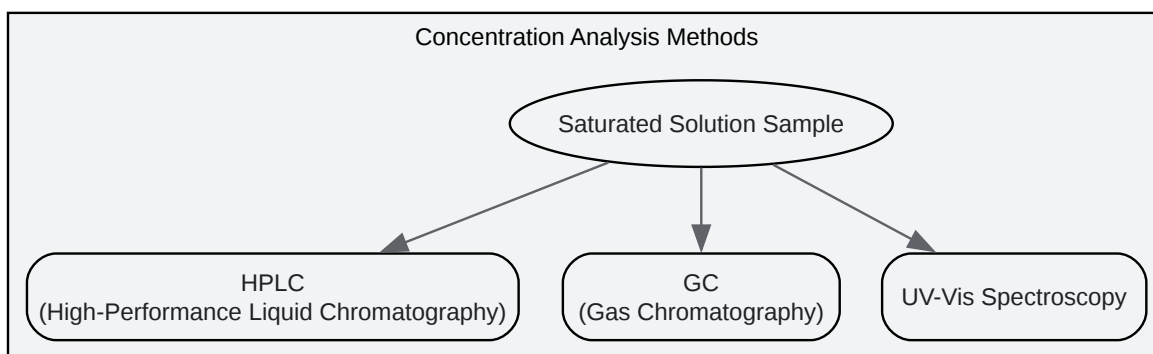 Concentration Analysis Methods
Saturated Solution Sample
HPLC
(High-Performance Liquid Chromatography)
GC
(Gas Chromatography)
UV-Vis Spectroscopy